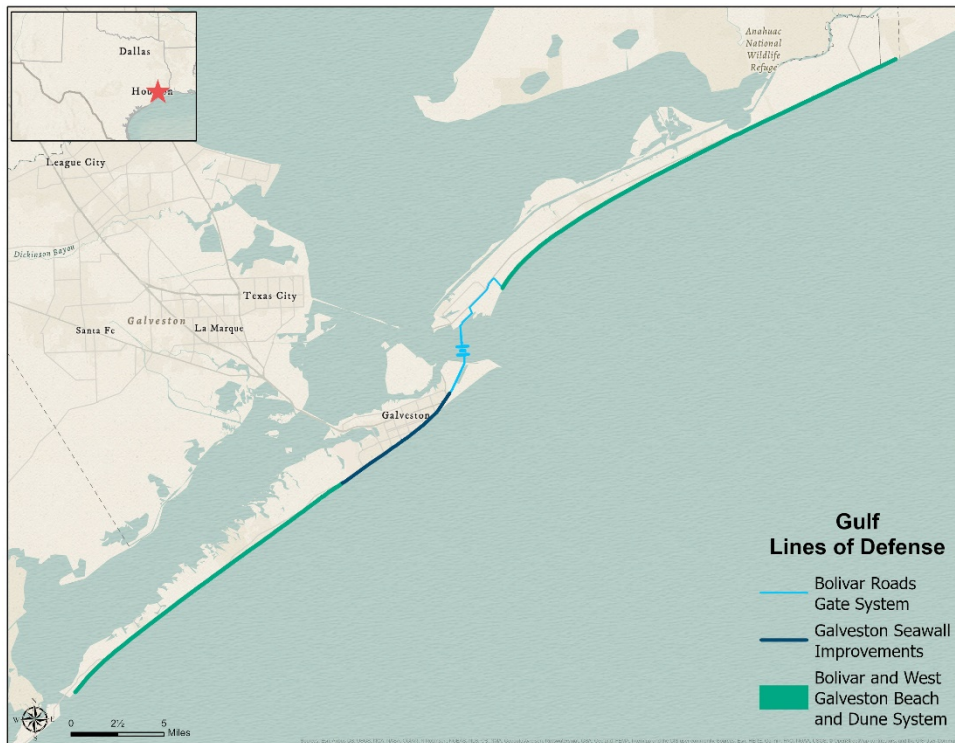 Dallas
Houston
Anahuac
National
Wildlife
Refuge
League City
Dickinson Bayou
Texas City
Galveston
La Marque
Santa Fe
Galveston
Gulf
Lines of Defense
Bolivar Roads
Gate System
Galveston Seawall
Improvements
Bolivar and West
Galveston Beach
and Dune System
N
W
E
S
0
2½
5
Miles